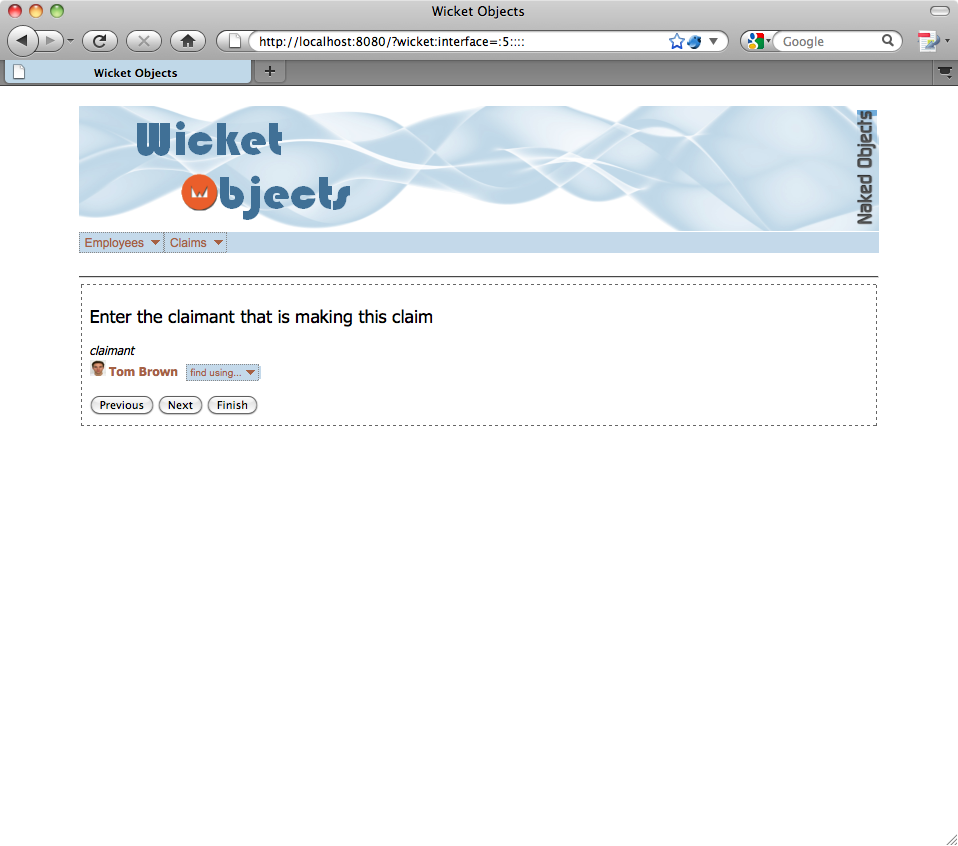 Wicket Objects
http://localhost:8080/?wicket:interface=:5::::
Google
Wicket Objects
Wicket
Objects
Naked Objects
Employees Claims
Enter the claimant that is making this claim
claimant
Tom Brown find using...
Previous Next Finish